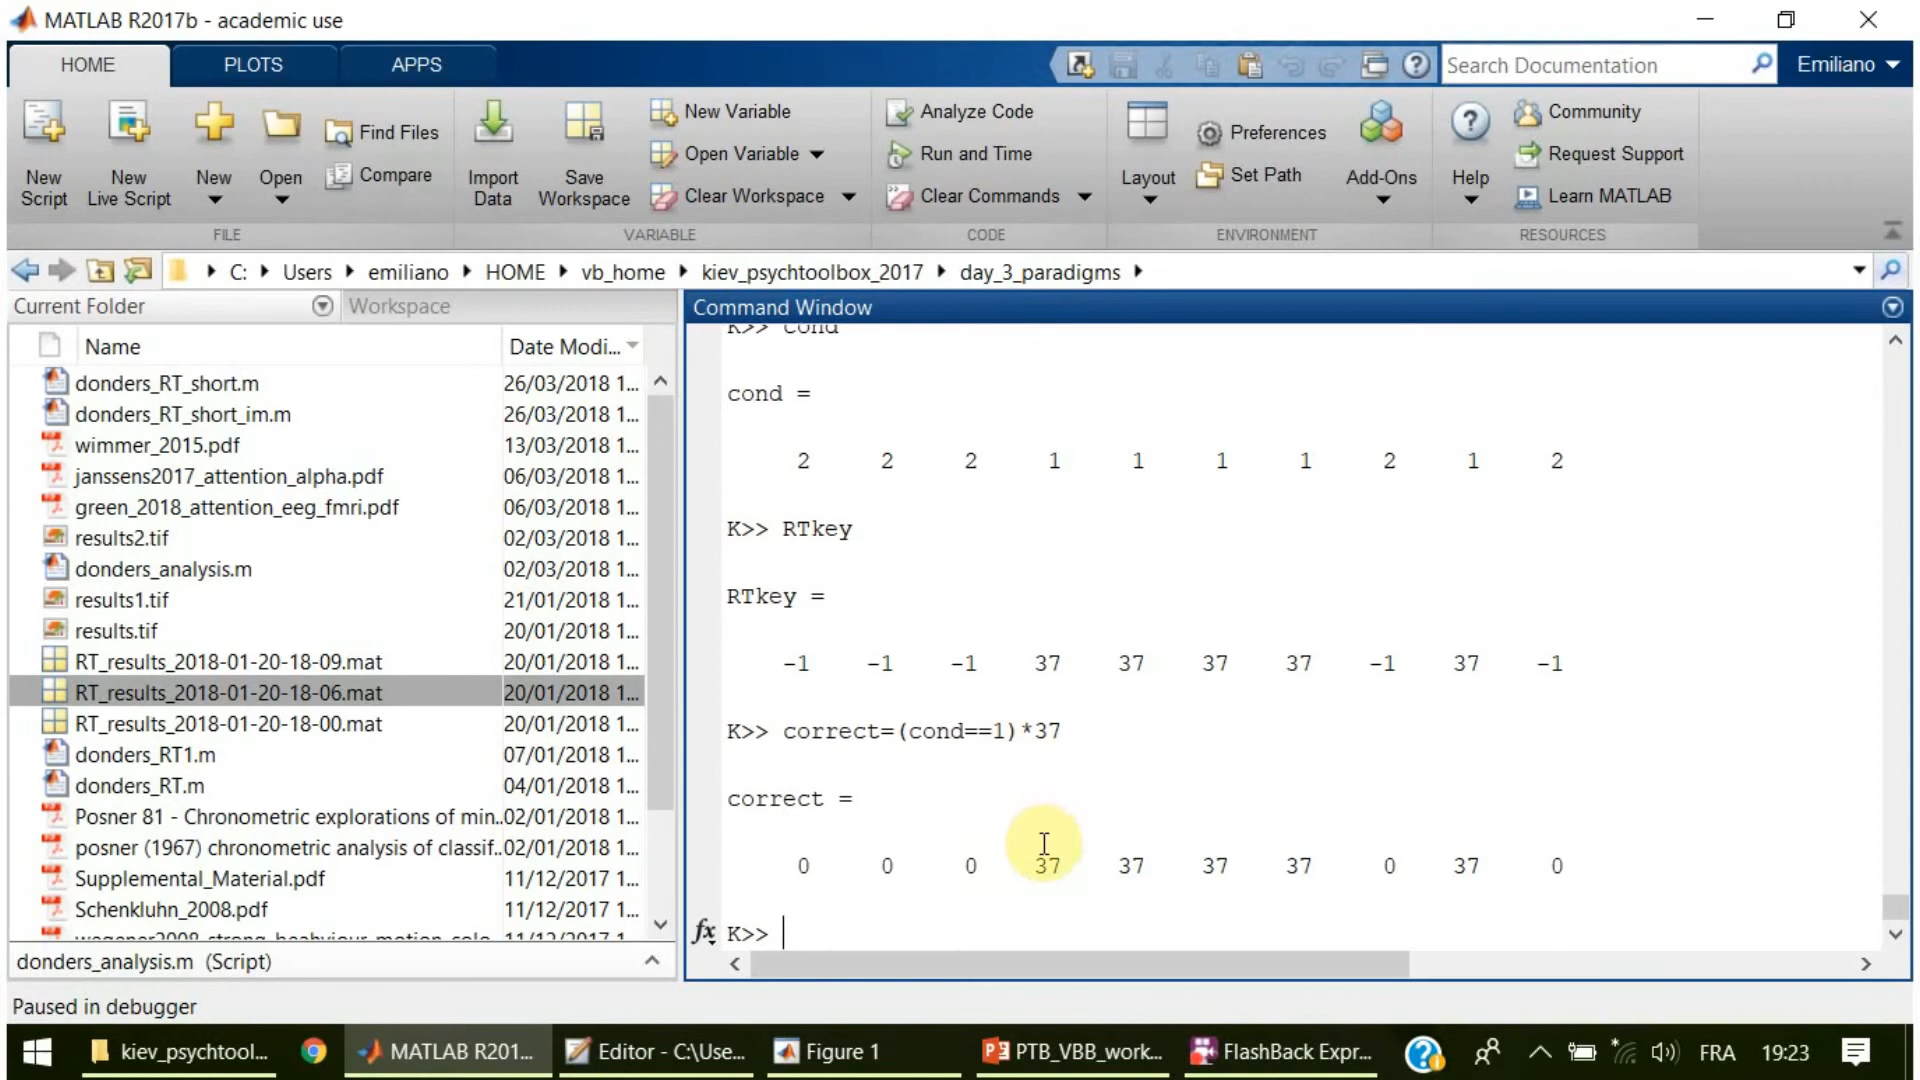 MATLAB R2017b - academic use
HOME
PLOTS
APPS
Search Documentation
Emiliano
New Script
New Live Script
New
Open
Find Files
Compare
FILE
Import Data
Save Workspace
New Variable
Open Variable
Clear Workspace
VARIABLE
Analyze Code
Run and Time
Clear Commands
CODE
Layout
Preferences
Set Path
Add-Ons
ENVIRONMENT
Help
Community
Request Support
Learn MATLAB
RESOURCES
C: Users emiliano HOME vb_home kiev_psychtoolbox_2017 day_3_paradigms
Current Folder
Workspace
Name Date Modi...
donders_RT_short.m 26/03/2018 1...
donders_RT_short_im.m 26/03/2018 1...
wimmer_2015.pdf 13/03/2018 1...
janssens2017_attention_alpha.pdf 06/03/2018 1...
green_2018_attention_eeg_fmri.pdf 06/03/2018 1...
results2.tif 02/03/2018 1...
donders_analysis.m 02/03/2018 1...
results1.tif 21/01/2018 1...
results.tif 20/01/2018 1...
RT_results_2018-01-20-18-09.mat 20/01/2018 1...
RT_results_2018-01-20-18-06.mat 20/01/2018 1...
RT_results_2018-01-20-18-00.mat 20/01/2018 1...
donders_RT1.m 07/01/2018 1...
donders_RT.m 04/01/2018 1...
Posner 81 - Chronometric explorations of min... 02/01/2018 1...
posner (1967) chronometric analysis of classif... 02/01/2018 1...
Supplemental_Material.pdf 11/12/2017 1...
Schenkluhn_2008.pdf 11/12/2017 1...
donders_analysis.m (Script)
Command Window
K>> cond
cond =
2 2 2 1 1 1 1 2 1 2
K>> RTkey
RTkey =
-1 -1 -1 37 37 37 37 -1 37 -1
K>> correct=(cond==1)*37
correct =
0 0 0 37 37 37 37 0 37 0
fx K>>
Paused in debugger
kiev_psychtool...
MATLAB R201...
Editor - C:\Use...
Figure 1
PTB_VBB_work...
FlashBack Expr...
FRA
19:23